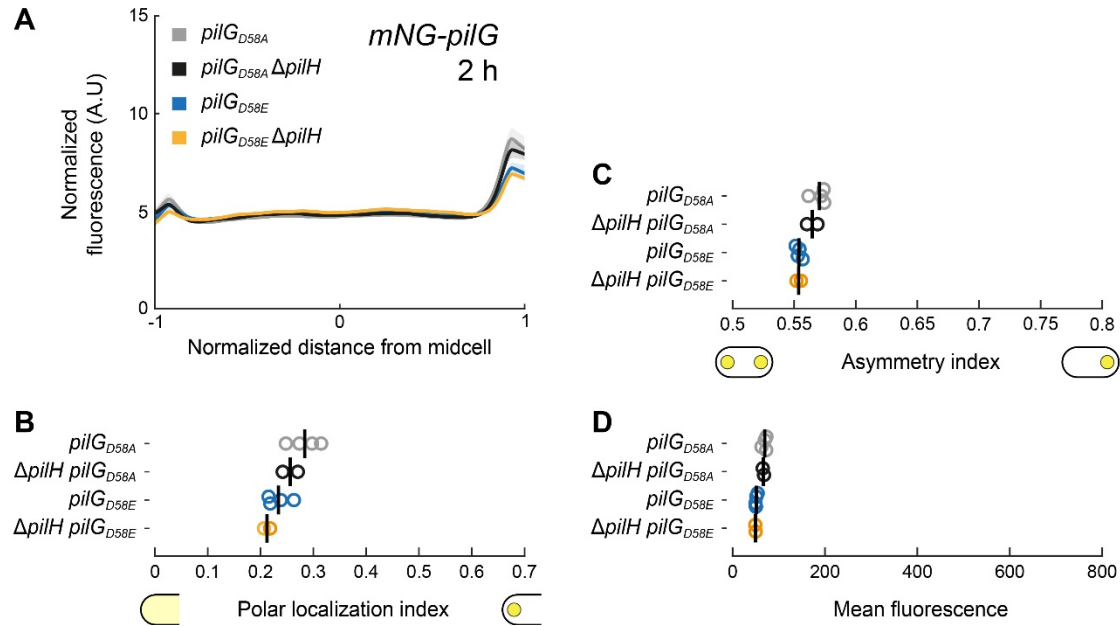 A
pilG_D58A
pilG_D58A ΔpilH
pilG_D58E
pilG_D58E ΔpilH
mNG-pilG
2 h
Normalized
fluorescence (A.U)
15
10
5
0
-1 0 1
Normalized distance from midcell
B
pilG_D58A
ΔpilH pilG_D58A
pilG_D58E
ΔpilH pilG_D58E
0 0.1 0.2 0.3 0.4 0.5 0.6 0.7
Polar localization index
C
pilG_D58A
ΔpilH pilG_D58A
pilG_D58E
ΔpilH pilG_D58E
0.5 0.55 0.6 0.65 0.7 0.75 0.8
Asymmetry index
D
pilG_D58A
ΔpilH pilG_D58A
pilG_D58E
ΔpilH pilG_D58E
0 200 400 600 800
Mean fluorescence